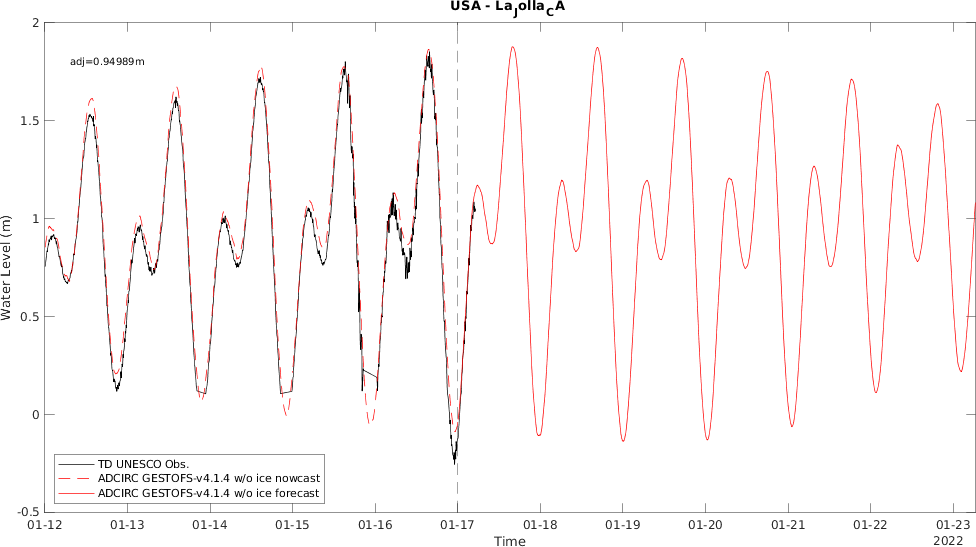 USA - LaJollaCA
adj=0.94989m
Water Level (m)
2
1.5
1
0.5
0
-0.5
TD UNESCO Obs.
ADCIRC GESTOFS-v4.1.4 w/o ice nowcast
ADCIRC GESTOFS-v4.1.4 w/o ice forecast
01-12 01-13 01-14 01-15 01-16 01-17 01-18 01-19 01-20 01-21 01-22 01-23
Time
2022